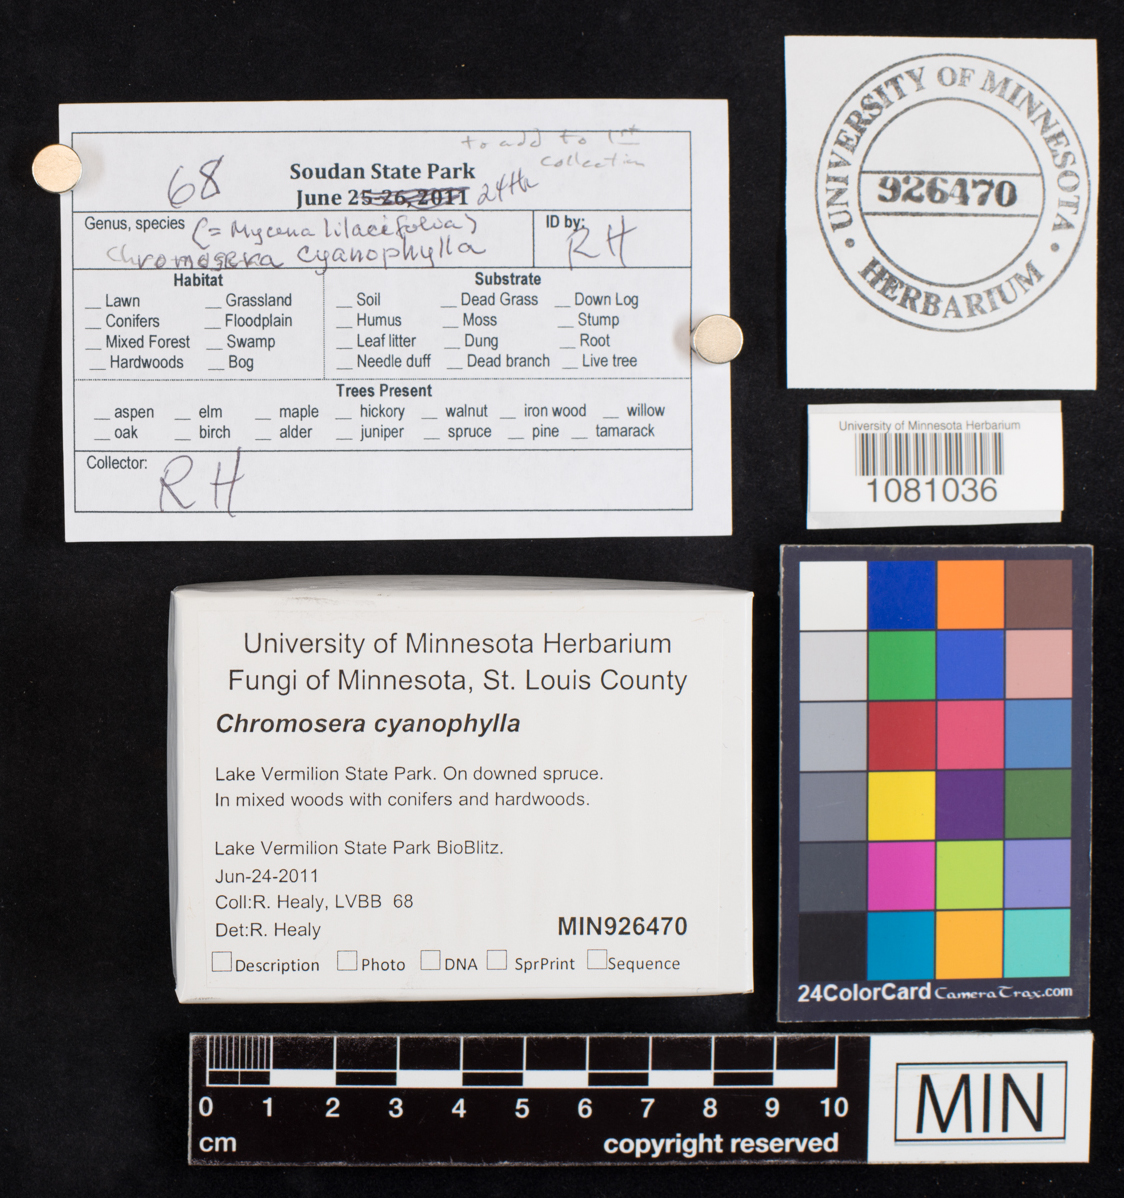 to add to 1st
collection
68
Soudan State Park
June 25-26, 2011 24th
Genus, species (= Mycena lilacifolia)
Chromosera cyanophylla
ID by:
RH
Habitat
__ Lawn __ Grassland
__ Conifers __ Floodplain
__ Mixed Forest __ Swamp
__ Hardwoods __ Bog
Substrate
__ Soil __ Dead Grass __ Down Log
__ Humus __ Moss __ Stump
__ Leaf litter __ Dung __ Root
__ Needle duff __ Dead branch __ Live tree
Trees Present
__ aspen __ elm __ maple __ hickory __ walnut __ iron wood __ willow
__ oak __ birch __ alder __ juniper __ spruce __ pine __ tamarack
Collector:
RH
UNIVERSITY OF MINNESOTA
926470
• HERBARIUM •
University of Minnesota Herbarium
1081036
University of Minnesota Herbarium
Fungi of Minnesota, St. Louis County
Chromosera cyanophylla
Lake Vermilion State Park. On downed spruce.
In mixed woods with conifers and hardwoods.
Lake Vermilion State Park BioBlitz.
Jun-24-2011
Coll:R. Healy, LVBB 68
Det:R. Healy
MIN926470
Description Photo DNA SprPrint Sequence
24ColorCard CameraTrax.com
0 1 2 3 4 5 6 7 8 9 10
cm copyright reserved
MIN